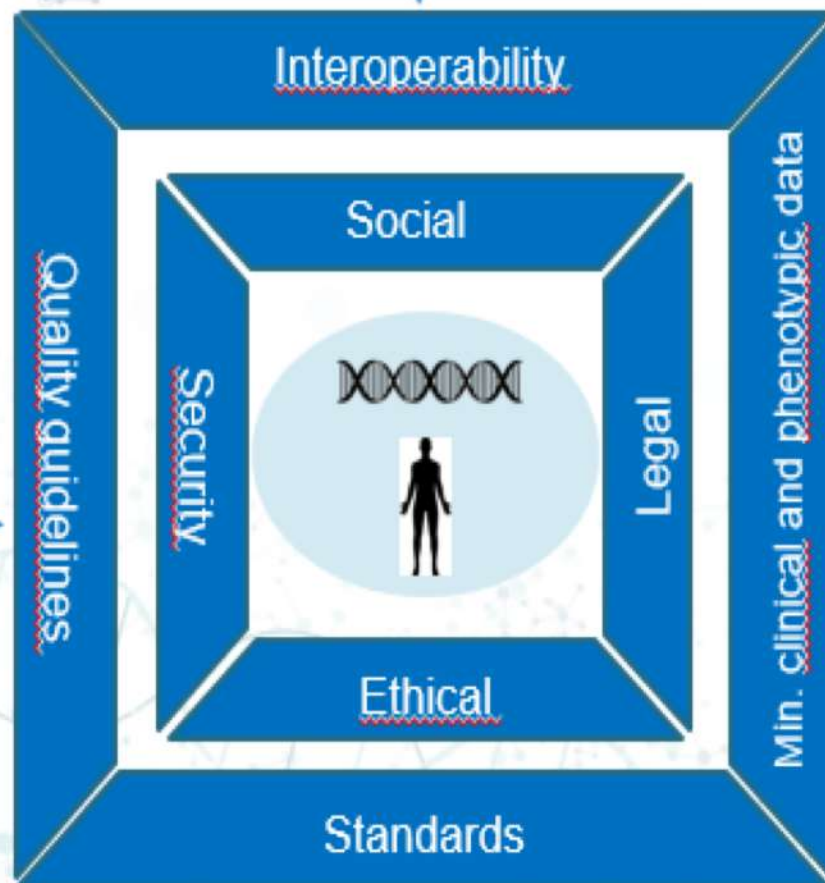 Interoperability
Social
Quality guidelines
Security
Legal
Min. clinical and phenotypic data
Ethical
Standards